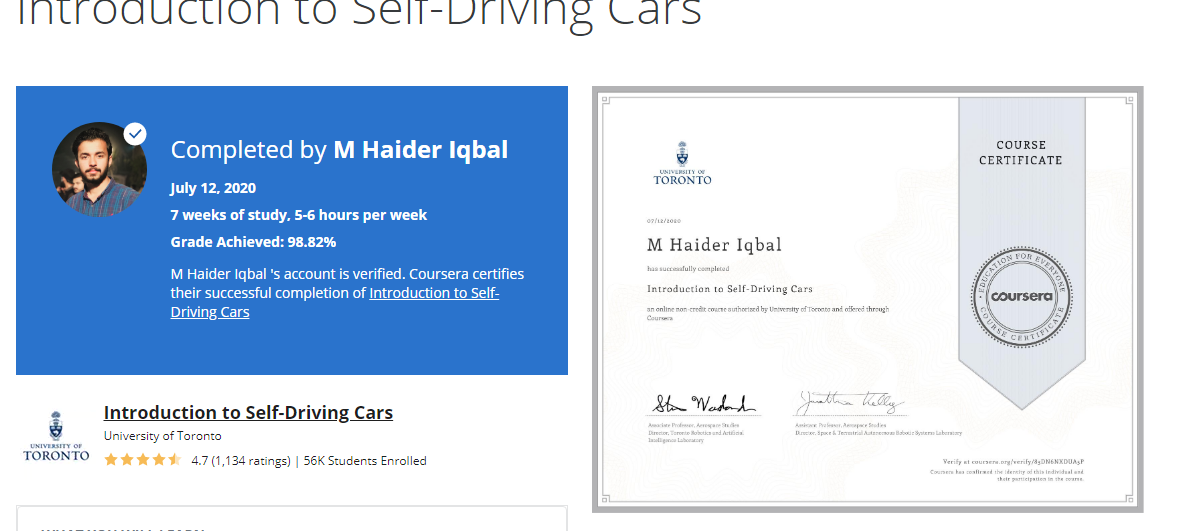 Introduction to Self-Driving Cars
Completed by M Haider Iqbal
July 12, 2020
7 weeks of study, 5-6 hours per week
Grade Achieved: 98.82%
M Haider Iqbal 's account is verified. Coursera certifies
their successful completion of Introduction to Self-
Driving Cars
UNIVERSITY OF
TORONTO
Introduction to Self-Driving Cars
University of Toronto
4.7 (1,134 ratings) | 56K Students Enrolled
UNIVERSITY OF
TORONTO
07/12/2020
M Haider Iqbal
has successfully completed
Introduction to Self-Driving Cars
an online non-credit course authorized by University of Toronto and offered through
Coursera
COURSE
CERTIFICATE
EDUCATION FOR EVERYONE
coursera
COURSE CERTIFICATE
Associate Professor, Aerospace Studies
Director, Toronto Robotics and Artificial
Intelligence Laboratory
Assistant Professor, Aerospace Studies
Director, Space & Terrestrial Autonomous Robotic Systems Laboratory
Verify at coursera.org/verify/
Coursera has confirmed the identity of this individual and
their participation in the course.